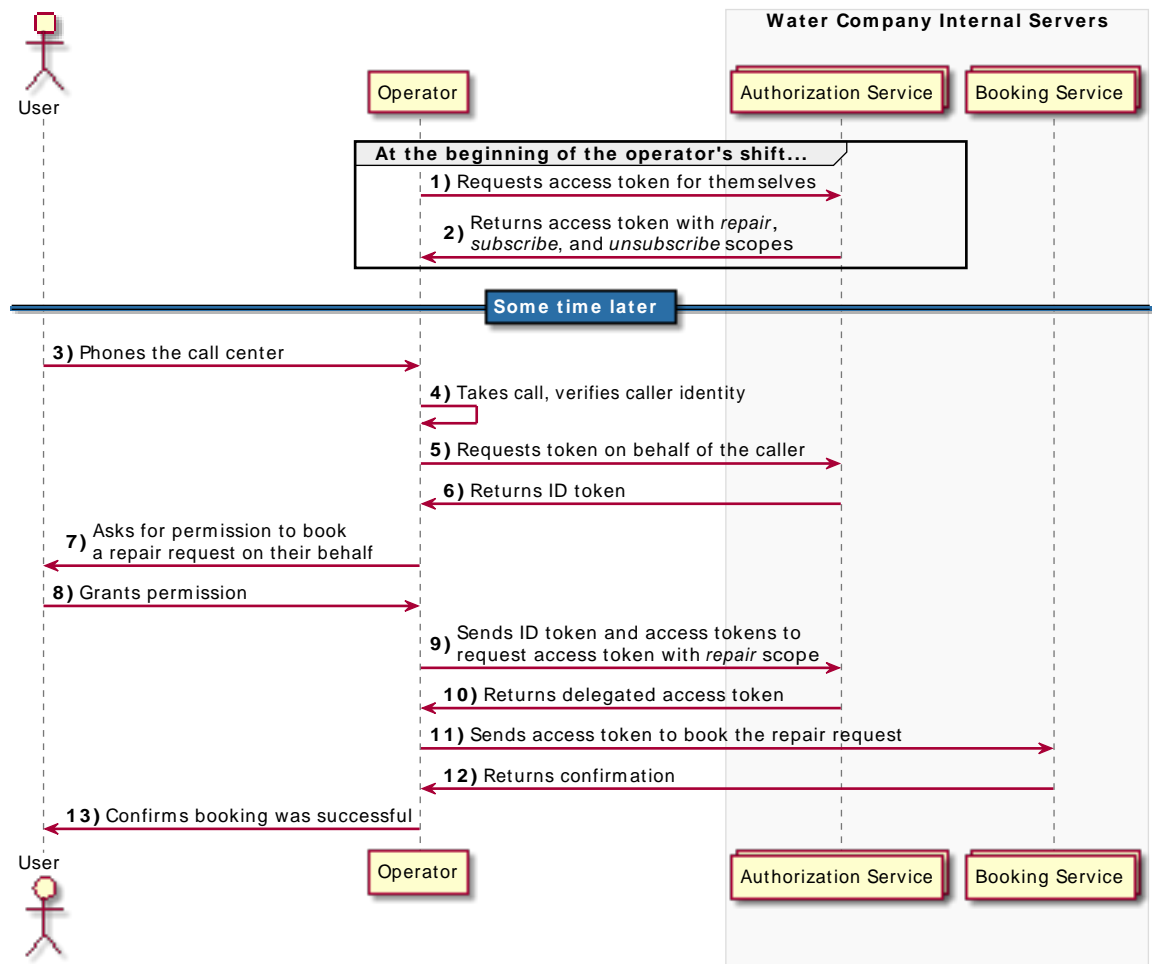 Water Company Internal Servers
User
Operator
Authorization Service
Booking Service
At the beginning of the operator's shift...
1) Requests access token for themselves
2) Returns access token with repair,
subscribe, and unsubscribe scopes
Some time later
3) Phones the call center
4) Takes call, verifies caller identity
5) Requests token on behalf of the caller
6) Returns ID token
7) Asks for permission to book
a repair request on their behalf
8) Grants permission
9) Sends ID token and access tokens to
request access token with repair scope
10) Returns delegated access token
11) Sends access token to book the repair request
12) Returns confirmation
13) Confirms booking was successful
User
Operator
Authorization Service
Booking Service